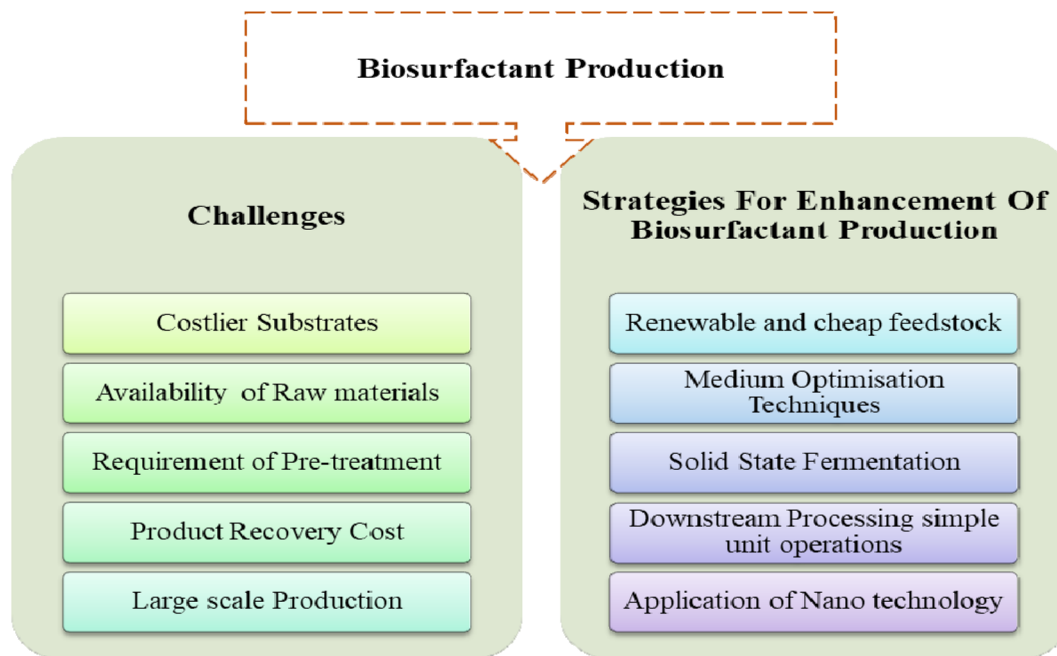 Biosurfactant Production
Challenges
Costlier Substrates
Availability of Raw materials
Requirement of Pre-treatment
Product Recovery Cost
Large scale Production
Strategies For Enhancement Of
Biosurfactant Production
Renewable and cheap feedstock
Medium Optimisation
Techniques
Solid State Fermentation
Downstream Processing simple
unit operations
Application of Nano technology